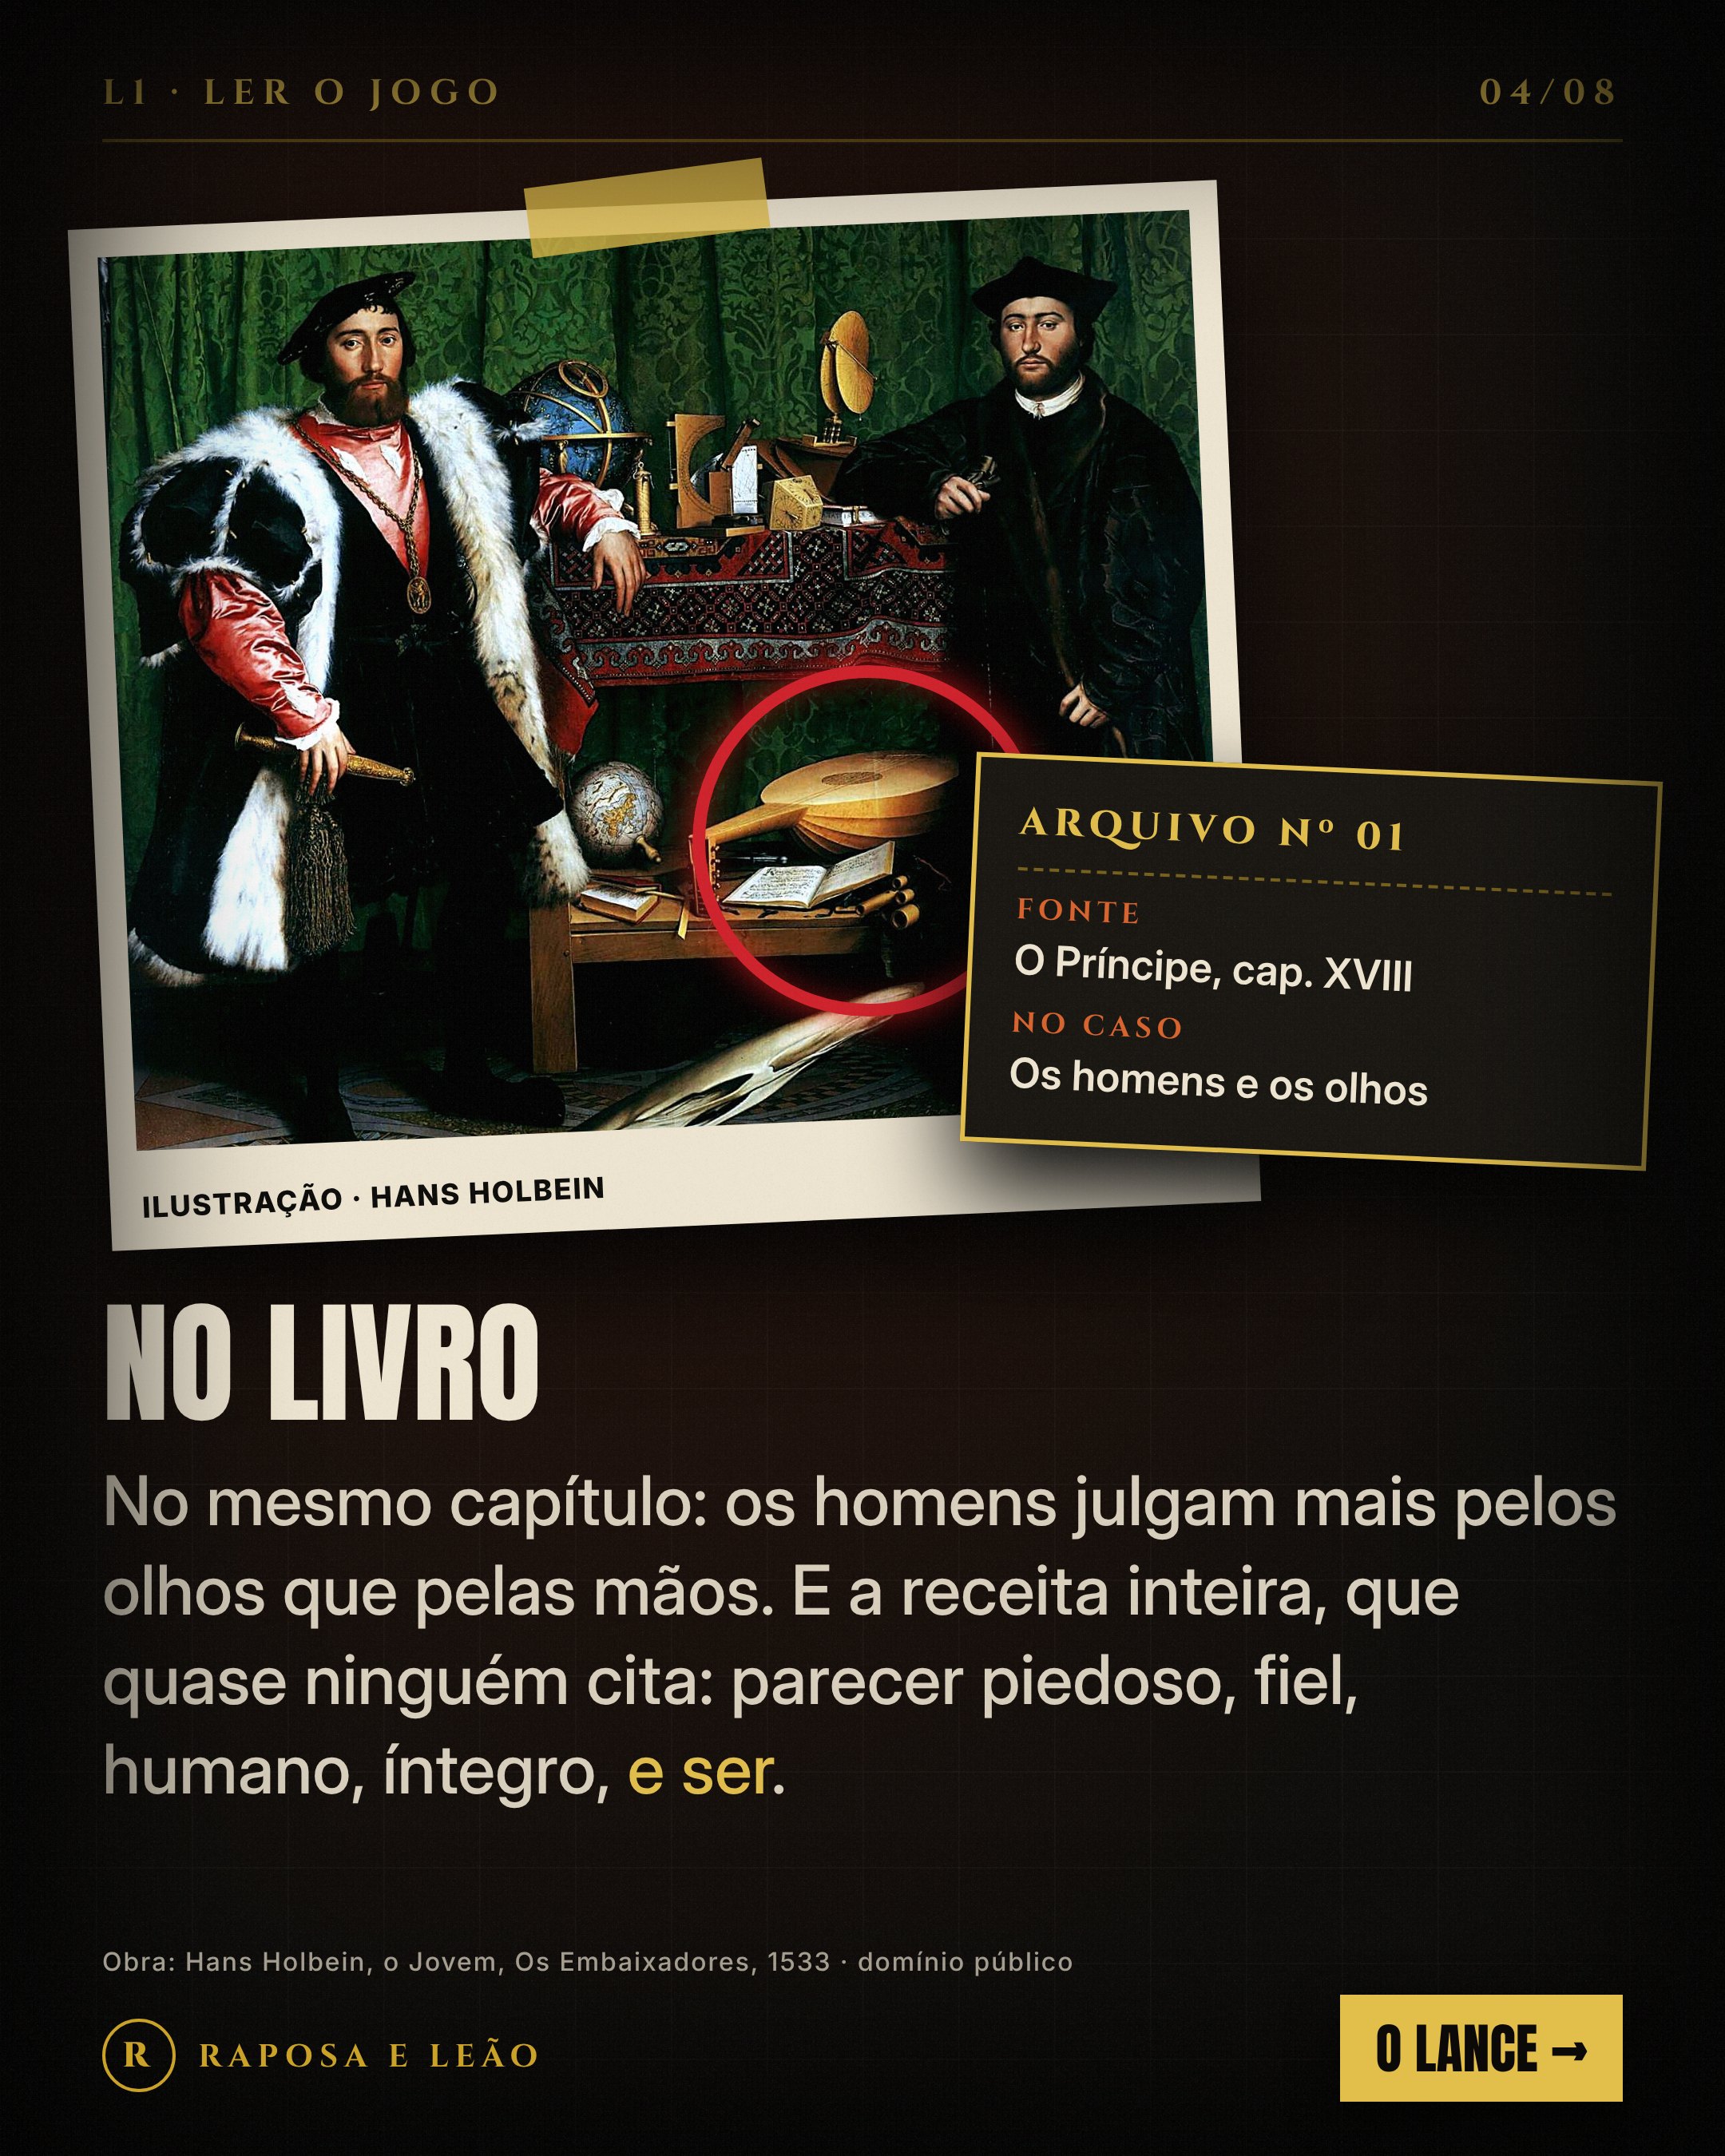 L1 · LER O JOGO
04/08
ARQUIVO Nº 01
FONTE
O Príncipe, cap. XVIII
NO CASO
Os homens e os olhos
ILUSTRAÇÃO · HANS HOLBEIN
NO LIVRO
No mesmo capítulo: os homens julgam mais pelos
olhos que pelas mãos. E a receita inteira, que
quase ninguém cita: parecer piedoso, fiel,
humano, íntegro, e ser.
Obra: Hans Holbein, o Jovem, Os Embaixadores, 1533 · domínio público
R RAPOSA E LEÃO
O LANCE →